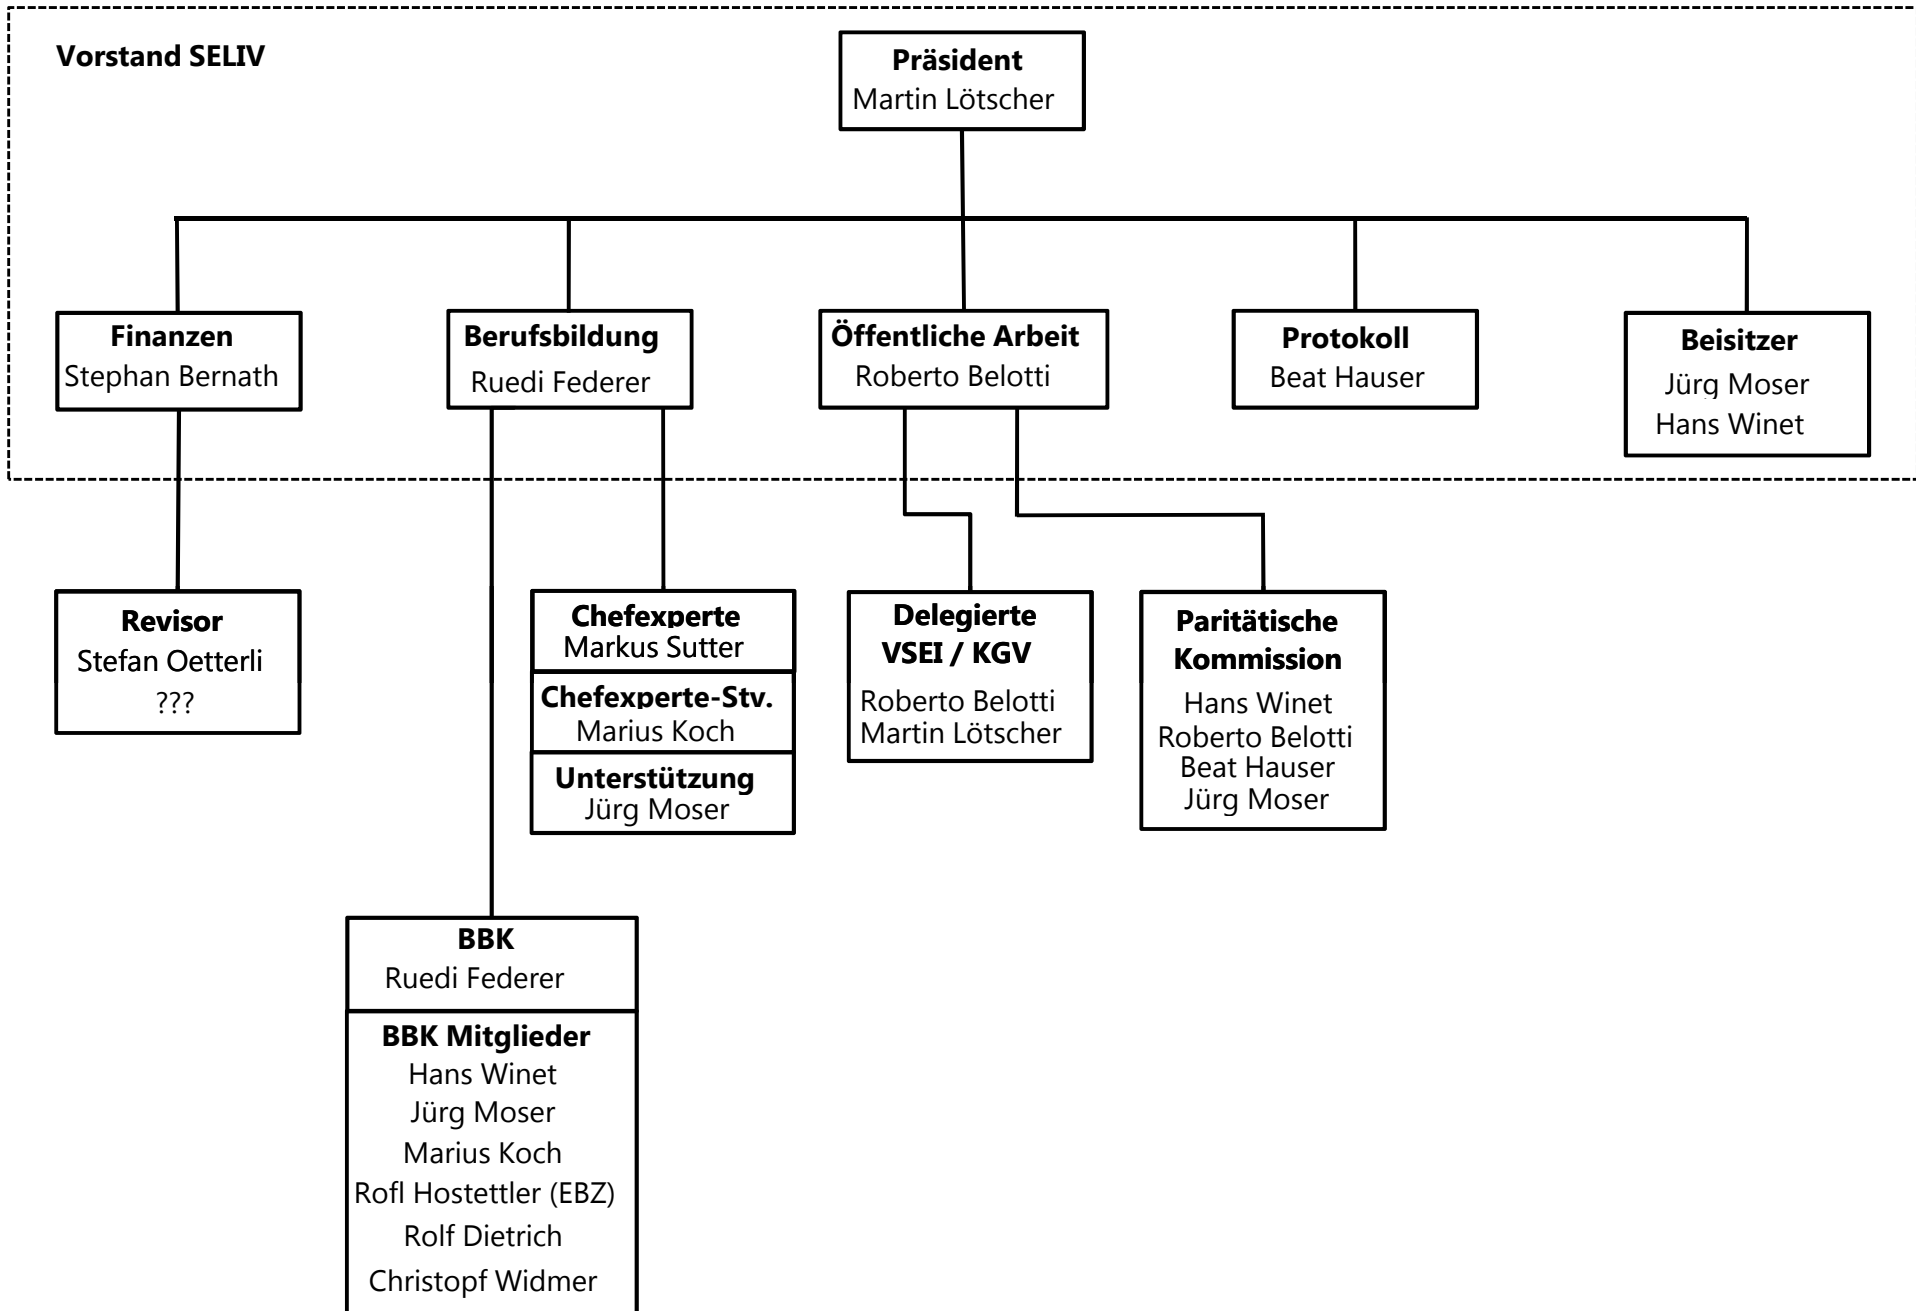 Vorstand SELIV
Präsident
Martin Lötscher
Finanzen
Stephan Bernath
Berufsbildung
Ruedi Federer
Öffentliche Arbeit
Roberto Belotti
Protokoll
Beat Hauser
Beisitzer
Jürg Moser
Hans Winet
Revisor
Stefan Oetterli
???
Chefexperte
Markus Sutter
Chefexperte-Stv.
Marius Koch
Unterstützung
Jürg Moser
Delegierte
VSEI / KGV
Roberto Belotti
Martin Lötscher
Paritätische
Kommission
Hans Winet
Roberto Belotti
Beat Hauser
Jürg Moser
BBK
Ruedi Federer
BBK Mitglieder
Hans Winet
Jürg Moser
Marius Koch
Rofl Hostettler (EBZ)
Rolf Dietrich
Christopf Widmer